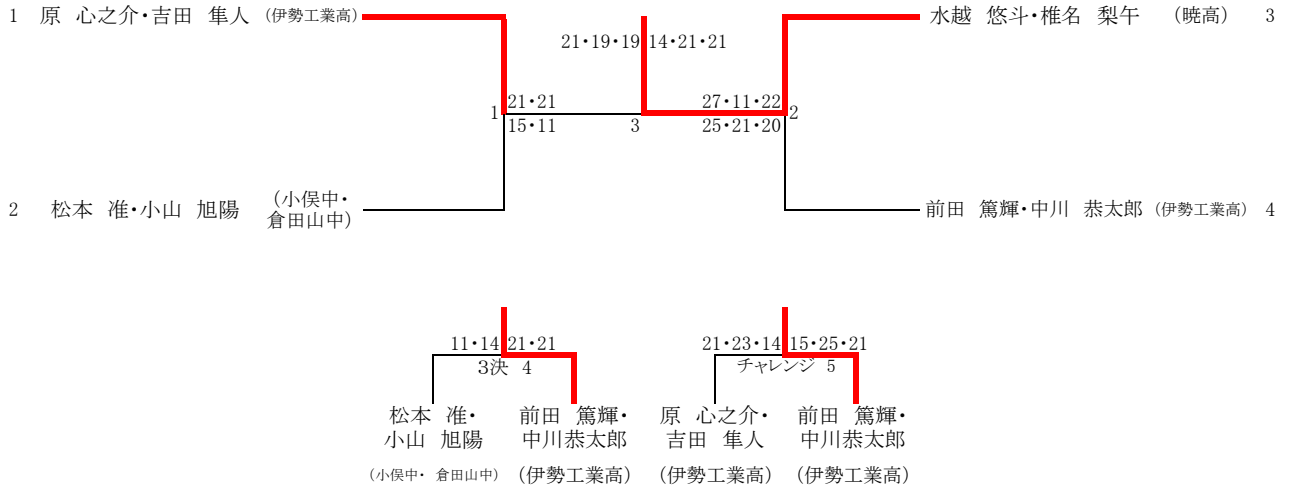 1 原 心之介・吉田 隼人 (伊勢工業高)
水越 悠斗・椎名 梨午 (暁高) 3
21・19・19 14・21・21
21・21
27・11・22
1
2
15・11
3
25・21・20
2 松本 准・小山 旭陽 (小俣中・
倉田山中)
前田 篤輝・中川 恭太郎 (伊勢工業高) 4
11・14 21・21
3決 4
21・23・14 15・25・21
チャレンジ 5
松本 准・
小山 旭陽
(小俣中・ 倉田山中)
前田 篤輝・
中川恭太郎
(伊勢工業高)
原 心之介・
吉田 隼人
(伊勢工業高)
前田 篤輝・
中川恭太郎
(伊勢工業高)